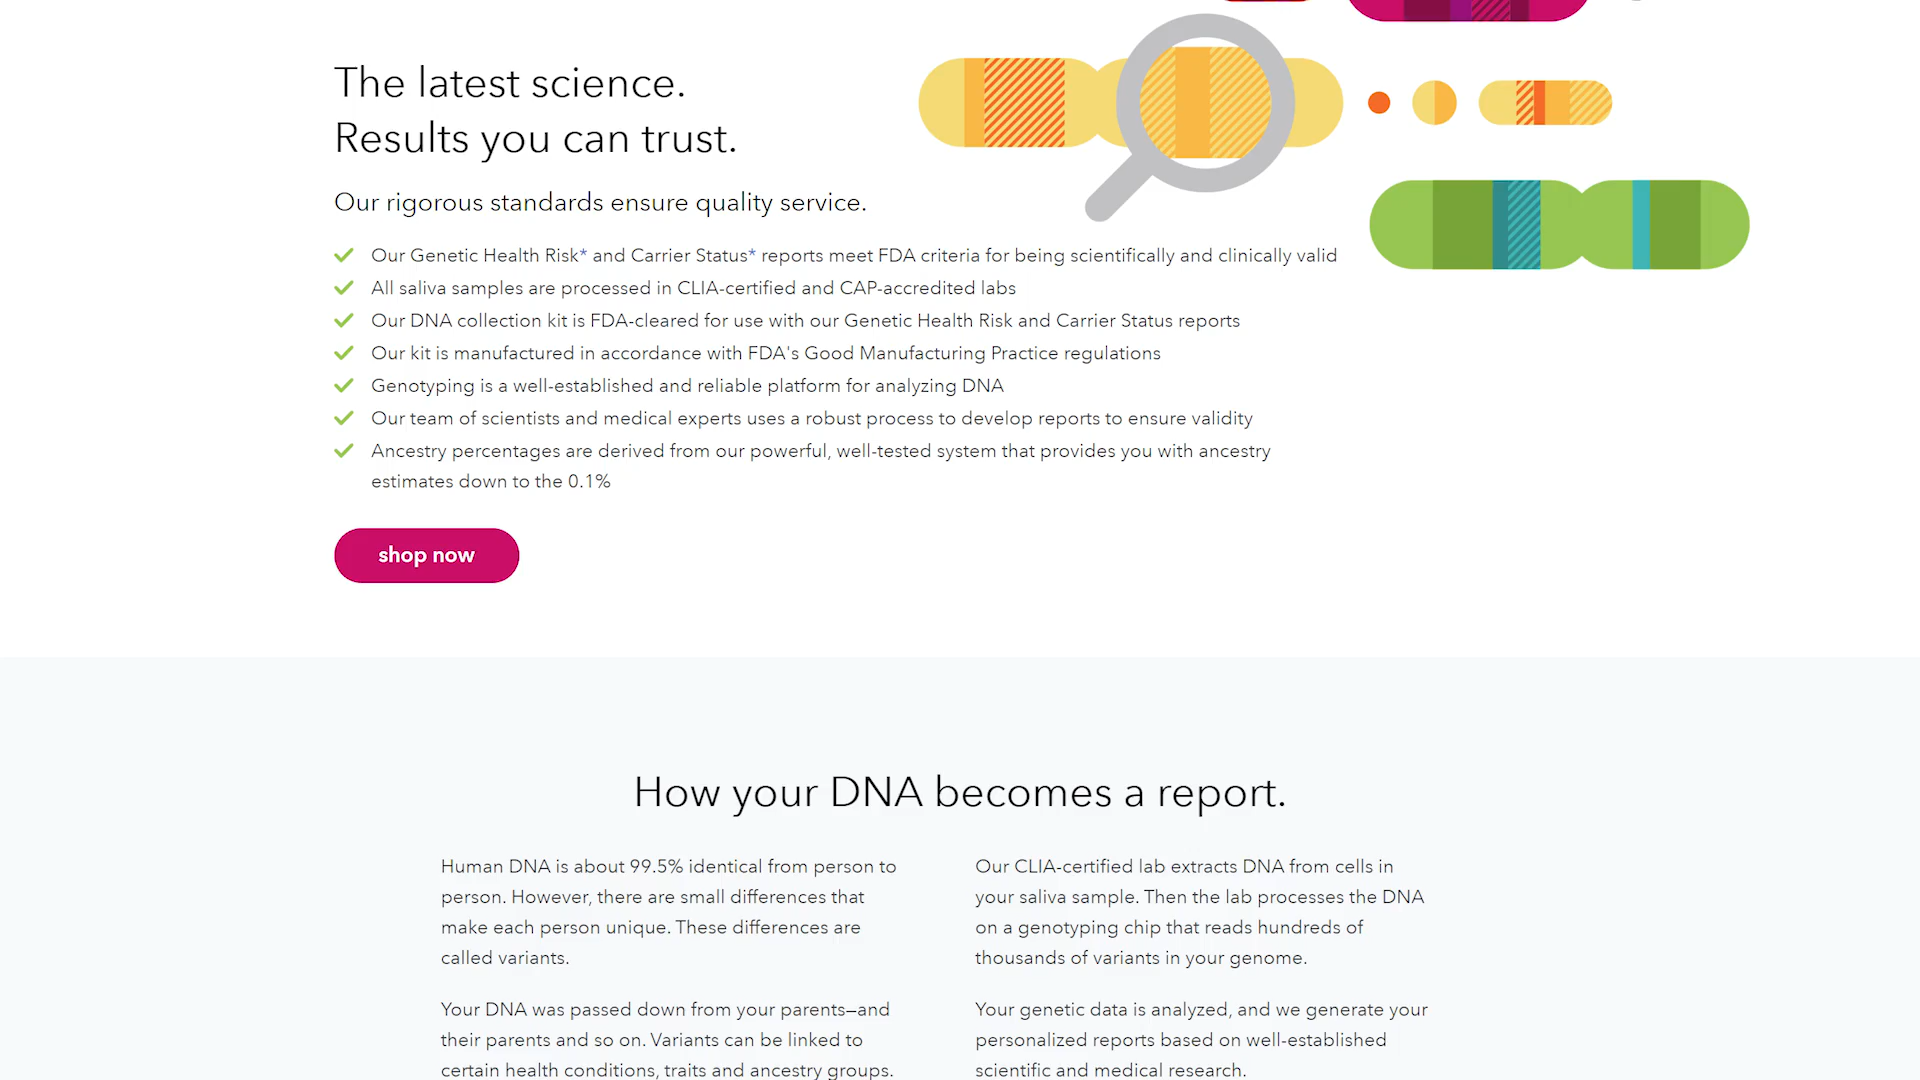 The latest science.
Results you can trust.
Our rigorous standards ensure quality service.
Our Genetic Health Risk* and Carrier Status* reports meet FDA criteria for being scientifically and clinically valid
All saliva samples are processed in CLIA-certified and CAP-accredited labs
Our DNA collection kit is FDA-cleared for use with our Genetic Health Risk and Carrier Status reports
Our kit is manufactured in accordance with FDA's Good Manufacturing Practice regulations
Genotyping is a well-established and reliable platform for analyzing DNA
Our team of scientists and medical experts uses a robust process to develop reports to ensure validity
Ancestry percentages are derived from our powerful, well-tested system that provides you with ancestry
estimates down to the 0.1%
shop now
How your DNA becomes a report.
Human DNA is about 99.5% identical from person to
person. However, there are small differences that
make each person unique. These differences are
called variants.
Your DNA was passed down from your parents—and
their parents and so on. Variants can be linked to
certain health conditions, traits and ancestry groups.
Our CLIA-certified lab extracts DNA from cells in
your saliva sample. Then the lab processes the DNA
on a genotyping chip that reads hundreds of
thousands of variants in your genome.
Your genetic data is analyzed, and we generate your
personalized reports based on well-established
scientific and medical research.